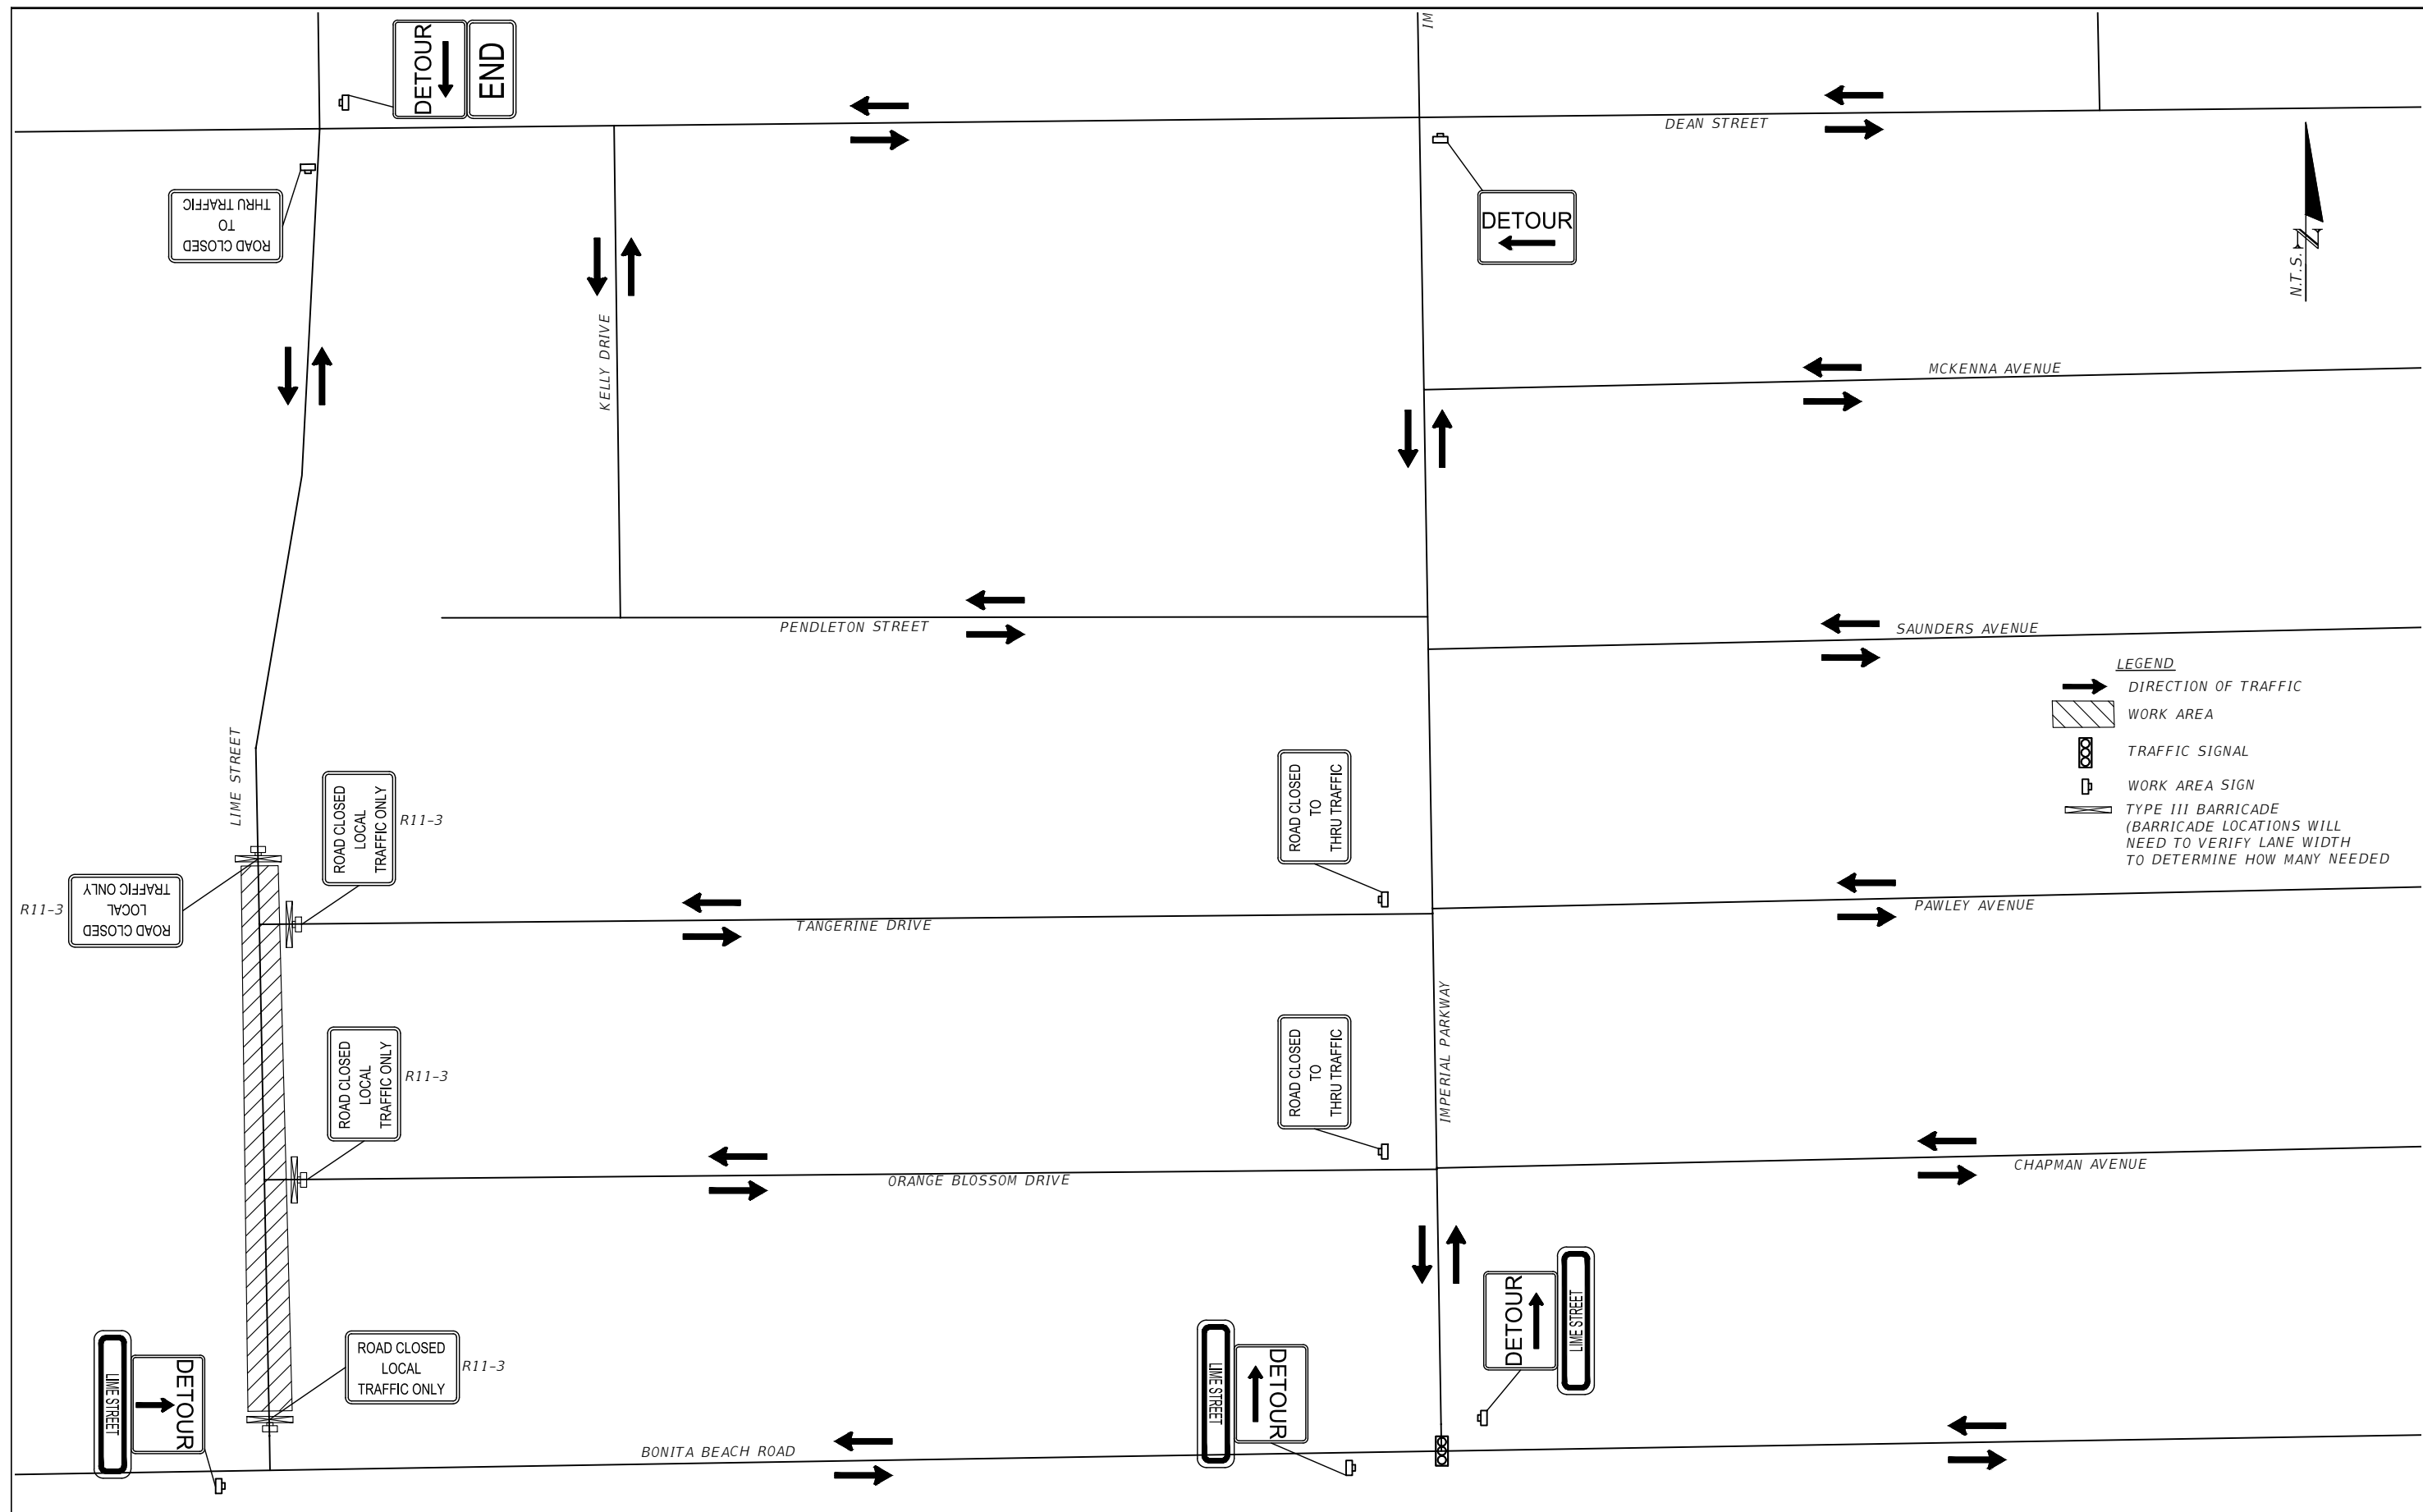 DETOUR
END
IM
DEAN STREET
ROAD CLOSED
TO
THRU TRAFFIC
DETOUR
N.T.S.
N
KELLY DRIVE
MCKENNA AVENUE
PENDLETON STREET
SAUNDERS AVENUE
LEGEND
DIRECTION OF TRAFFIC
WORK AREA
TRAFFIC SIGNAL
WORK AREA SIGN
TYPE III BARRICADE
(BARRICADE LOCATIONS WILL
NEED TO VERIFY LANE WIDTH
TO DETERMINE HOW MANY NEEDED
LIME STREET
ROAD CLOSED
LOCAL
TRAFFIC ONLY
R11-3
ROAD CLOSED
TO
THRU TRAFFIC
R11-3
ROAD CLOSED
LOCAL
TRAFFIC ONLY
TANGERINE DRIVE
PAWLEY AVENUE
ROAD CLOSED
LOCAL
TRAFFIC ONLY
R11-3
ROAD CLOSED
TO
THRU TRAFFIC
IMPERIAL PARKWAY
ORANGE BLOSSOM DRIVE
CHAPMAN AVENUE
LIME STREET
DETOUR
ROAD CLOSED
LOCAL
TRAFFIC ONLY
R11-3
LIME STREET
DETOUR
DETOUR
LIME STREET
BONITA BEACH ROAD